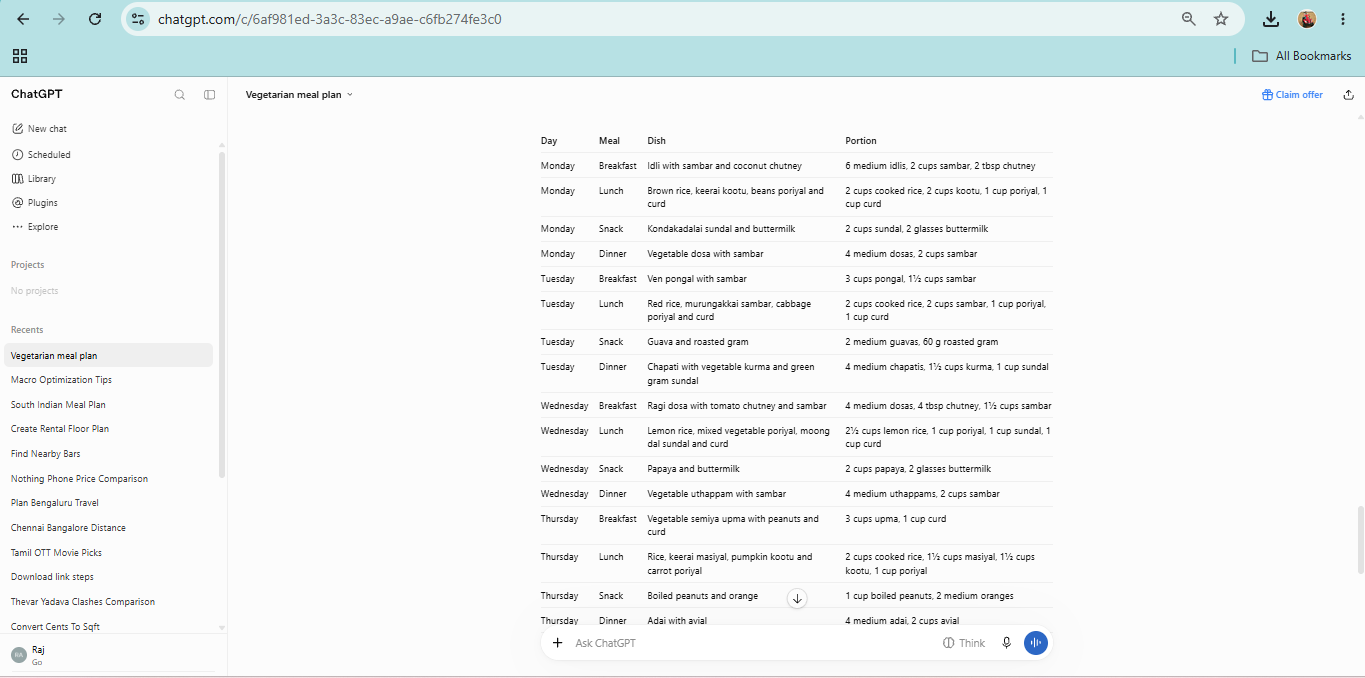 chatgpt.com/c/6af981ed-3a3c-83ec-a9ae-c6fb274fe3c0
All Bookmarks
ChatGPT
Vegetarian meal plan
Claim offer
New chat
Scheduled
Library
Plugins
Explore
Projects
No projects
Recents
Vegetarian meal plan
Macro Optimization Tips
South Indian Meal Plan
Create Rental Floor Plan
Find Nearby Bars
Nothing Phone Price Comparison
Plan Bengaluru Travel
Chennai Bangalore Distance
Tamil OTT Movie Picks
Download link steps
Thevar Yadava Clashes Comparison
Convert Cents To Sqft
RA
Raj
Go
Day Meal Dish Portion
Monday Breakfast Idli with sambar and coconut chutney 6 medium idlis, 2 cups sambar, 2 tbsp chutney
Monday Lunch Brown rice, keerai kootu, beans poriyal and 2 cups cooked rice, 2 cups kootu, 1 cup poriyal, 1
curd cup curd
Monday Snack Kondakadalai sundal and buttermilk 2 cups sundal, 2 glasses buttermilk
Monday Dinner Vegetable dosa with sambar 4 medium dosas, 2 cups sambar
Tuesday Breakfast Ven pongal with sambar 3 cups pongal, 1½ cups sambar
Tuesday Lunch Red rice, murungakkai sambar, cabbage 2 cups cooked rice, 2 cups sambar, 1 cup poriyal,
poriyal and curd 1 cup curd
Tuesday Snack Guava and roasted gram 2 medium guavas, 60 g roasted gram
Tuesday Dinner Chapati with vegetable kurma and green 4 medium chapatis, 1½ cups kurma, 1 cup sundal
gram sundal
Wednesday Breakfast Ragi dosa with tomato chutney and sambar 4 medium dosas, 4 tbsp chutney, 1½ cups sambar
Wednesday Lunch Lemon rice, mixed vegetable poriyal, moong 2½ cups lemon rice, 1 cup poriyal, 1 cup sundal, 1
dal sundal and curd cup curd
Wednesday Snack Papaya and buttermilk 2 cups papaya, 2 glasses buttermilk
Wednesday Dinner Vegetable uthappam with sambar 4 medium uthappams, 2 cups sambar
Thursday Breakfast Vegetable semiya upma with peanuts and 3 cups upma, 1 cup curd
curd
Thursday Lunch Rice, keerai masiyal, pumpkin kootu and 2 cups cooked rice, 1½ cups masiyal, 1½ cups
carrot poriyal kootu, 1 cup poriyal
Thursday Snack Boiled peanuts and orange 1 cup boiled peanuts, 2 medium oranges
Thursday Dinner Adai with avial 4 medium adai, 2 cups avial
Ask ChatGPT
Think